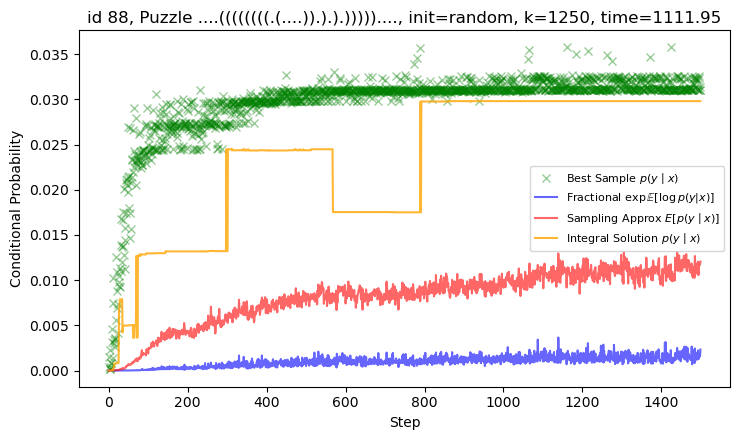 id 88, Puzzle ....((((((((.(....)).).).)))))...., init=random, k=1250, time=1111.95
Conditional Probability
0.035
0.030
0.025
0.020
0.015
0.010
0.005
0.000
Best Sample p(y | x)
Fractional exp𝔼[log p(y|x)]
Sampling Approx E[p(y | x)]
Integral Solution p(y | x)
0 200 400 600 800 1000 1200 1400
Step